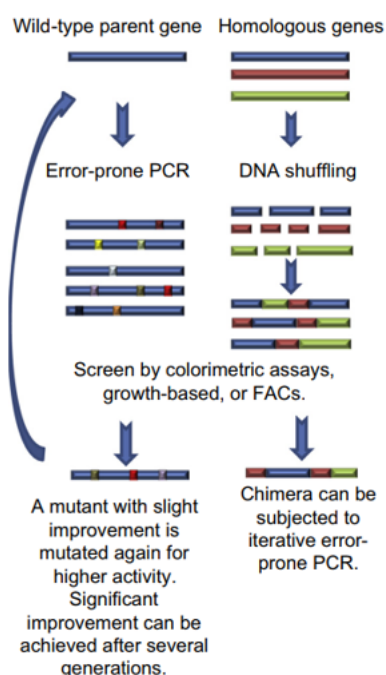 Wild-type parent gene
Homologous genes
Error-prone PCR
DNA shuffling
Screen by colorimetric assays,
growth-based, or FACs.
A mutant with slight
improvement is
mutated again for
higher activity.
Significant
improvement can be
achieved after several
generations.
Chimera can be
subjected to
iterative error-
prone PCR.